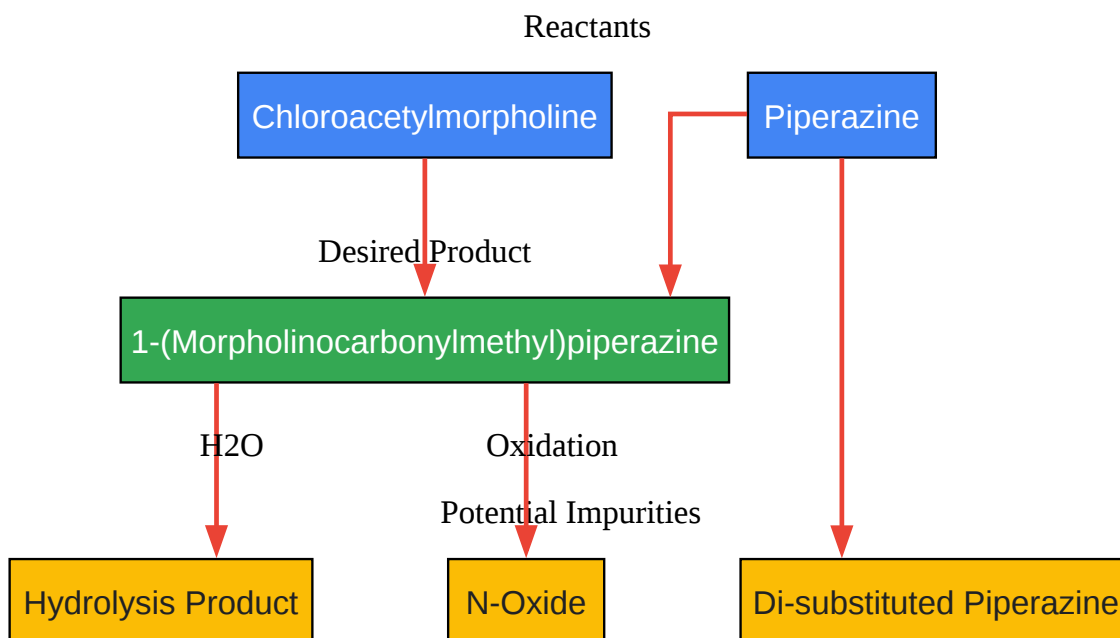 Reactants
Chloroacetylmorpholine
Piperazine
Desired Product
1-(Morpholinocarbonylmethyl)piperazine
H2O
Oxidation
Potential Impurities
Hydrolysis Product
N-Oxide
Di-substituted Piperazine